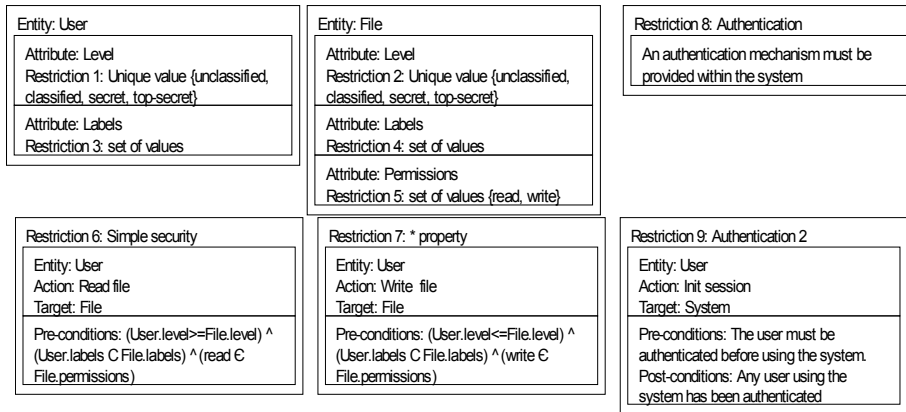 Entity: User
Attribute: Level
Restriction 1: Unique value {unclassified,
classified, secret, top-secret}
Attribute: Labels
Restriction 3: set of values
Entity: File
Attribute: Level
Restriction 2: Unique value {unclassified,
classified, secret, top-secret}
Attribute: Labels
Restriction 4: set of values
Attribute: Permissions
Restriction 5: set of values {read, write}
Restriction 8: Authentication
An authentication mechanism must be
provided within the system
Restriction 6: Simple security
Entity: User
Action: Read file
Target: File
Pre-conditions: (User.level>=File.level) ^
(User.labels C File.labels) ^ (read Є
File.permissions)
Restriction 7: * property
Entity: User
Action: Write file
Target: File
Pre-conditions: (User.level<=File.level) ^
(User.labels C File.labels) ^ (write Є
File.permissions)
Restriction 9: Authentication 2
Entity: User
Action: Init session
Target: System
Pre-conditions: The user must be
authenticated before using the system.
Post-conditions: Any user using the
system has been authenticated